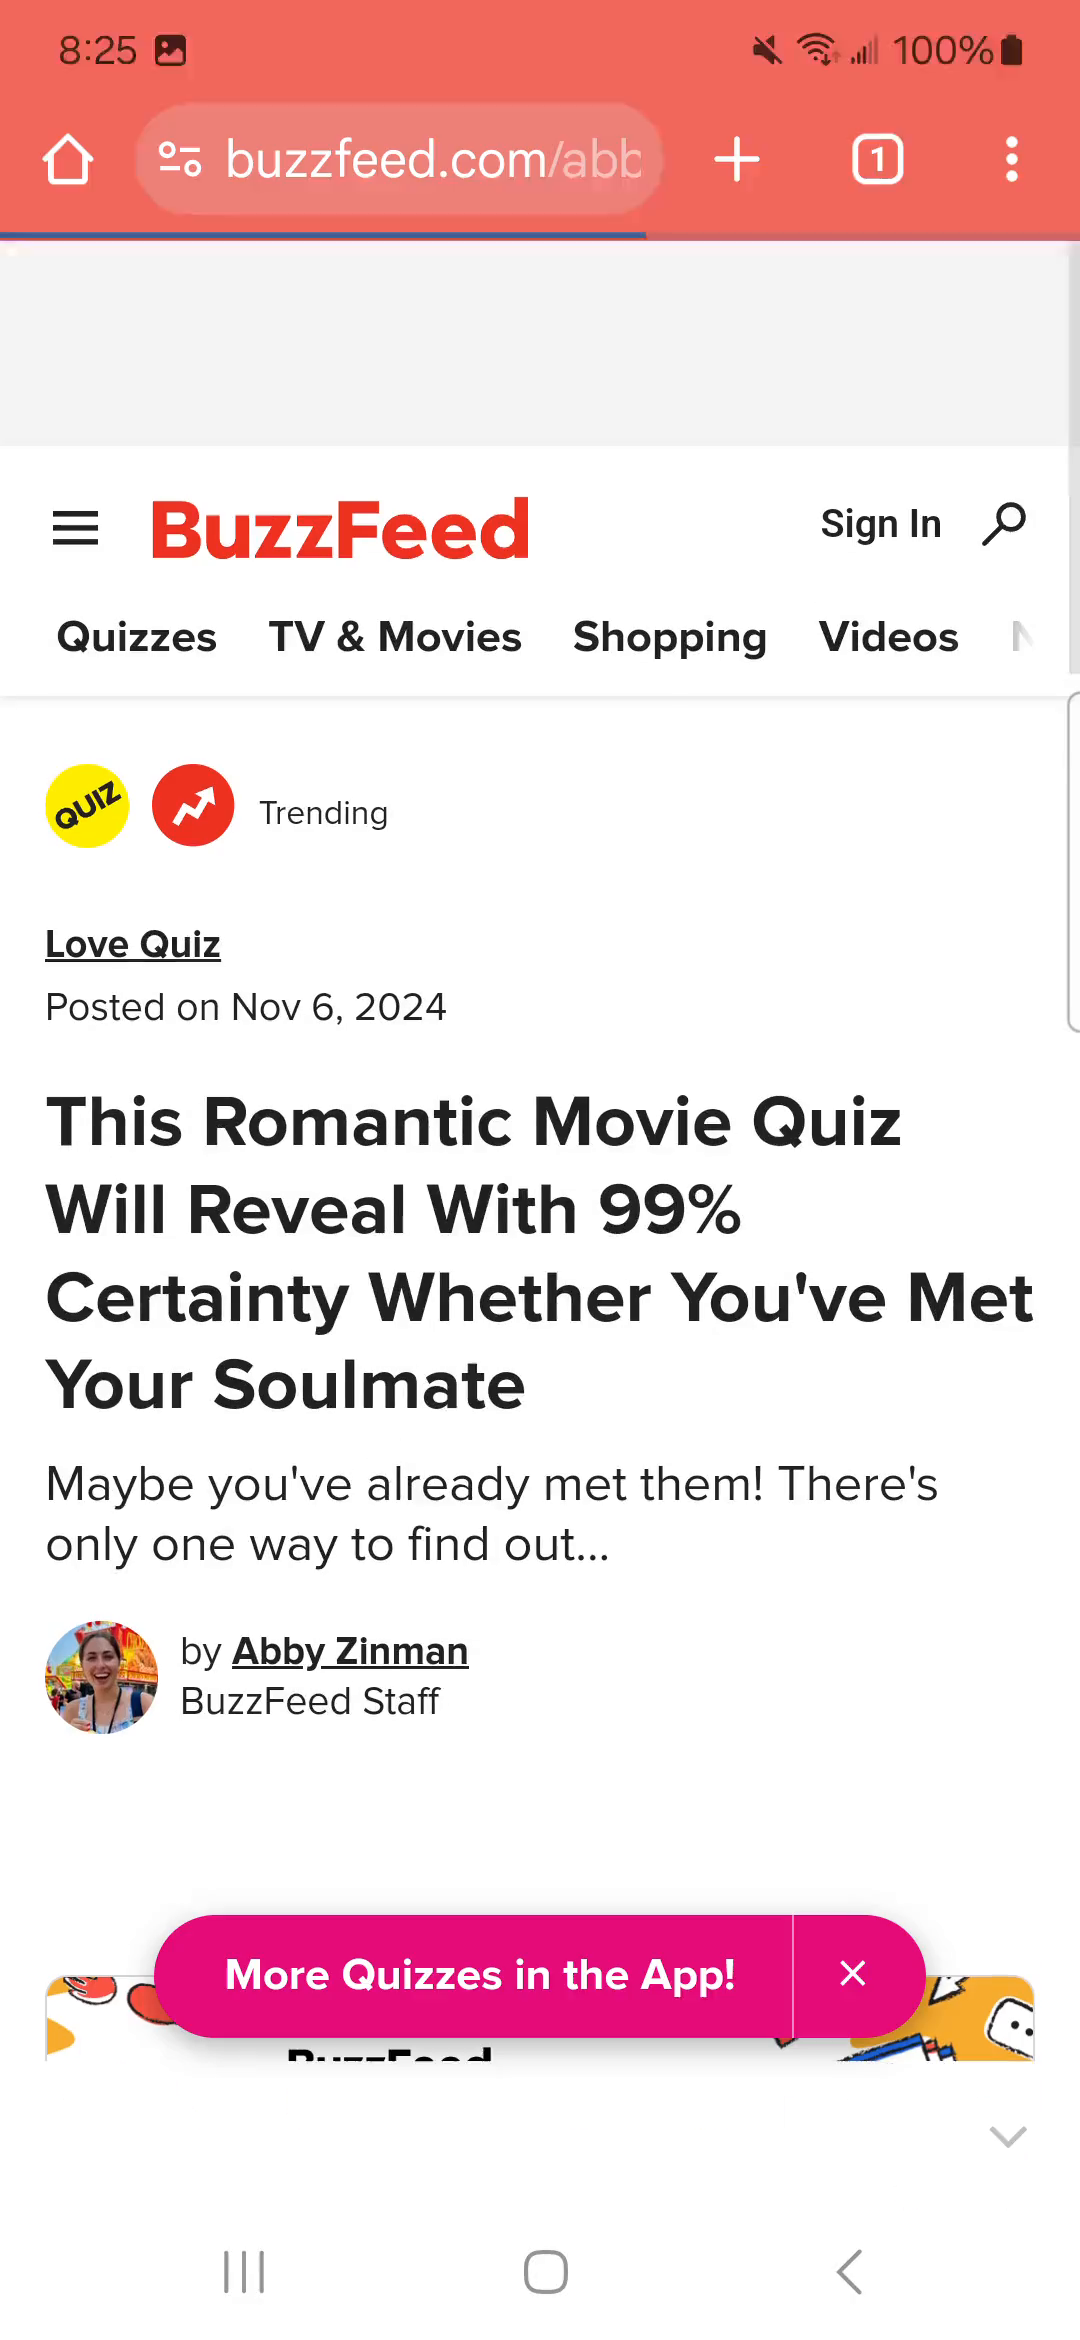 8:25
100%
buzzfeed.com/abb
1
BuzzFeed
Sign In
Quizzes TV & Movies Shopping Videos
QUIZ
Trending
Love Quiz
Posted on Nov 6, 2024
This Romantic Movie Quiz
Will Reveal With 99%
Certainty Whether You've Met
Your Soulmate
Maybe you've already met them! There's
only one way to find out...
by Abby Zinman
BuzzFeed Staff
More Quizzes in the App!
BuzzFeed